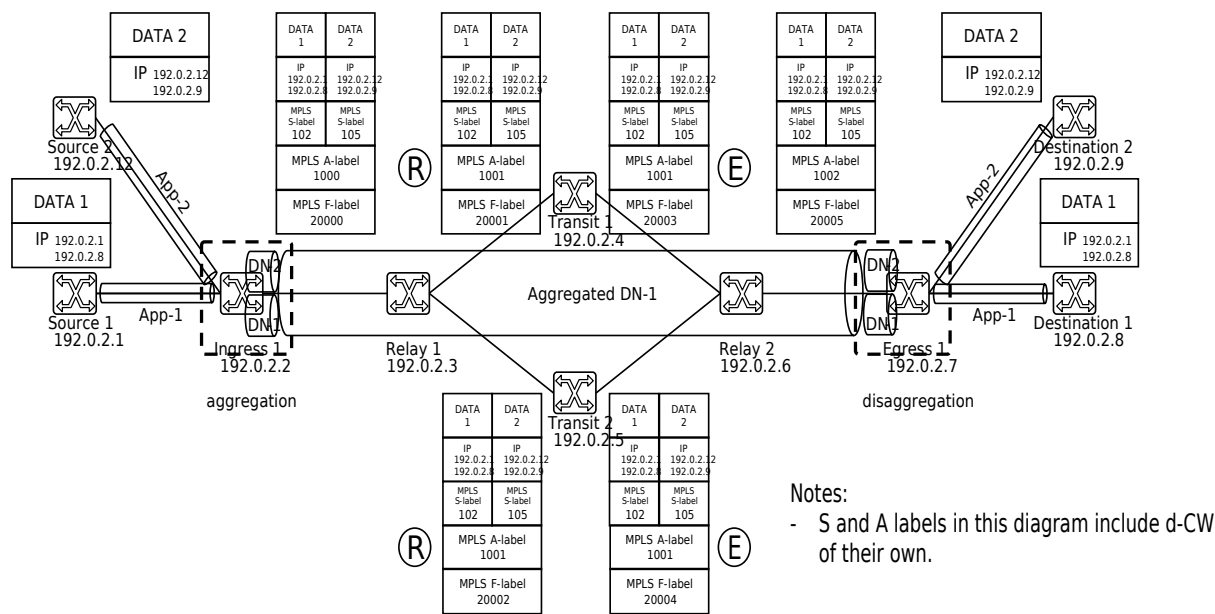 DATA 2
IP 192.0.2.12
192.0.2.9
Source 2
192.0.2.12
App-2
DATA 1
IP 192.0.2.1
192.0.2.8
Source 1
192.0.2.1
App-1
DATA 1
DATA 2
IP 192.0.2.1 192.0.2.8
IP 192.0.2.12 192.0.2.9
MPLS S-label 102
MPLS S-label 105
MPLS A-label
1000
MPLS F-label
20000
R
DATA 1
DATA 2
IP 192.0.2.1 192.0.2.8
IP 192.0.2.12 192.0.2.9
MPLS S-label 102
MPLS S-label 105
MPLS A-label
1001
MPLS F-label
20001
DATA 1
DATA 2
IP 192.0.2.1 192.0.2.8
IP 192.0.2.12 192.0.2.9
MPLS S-label 102
MPLS S-label 105
MPLS A-label
1001
MPLS F-label
20003
E
DATA 1
DATA 2
IP 192.0.2.1 192.0.2.8
IP 192.0.2.12 192.0.2.9
MPLS S-label 102
MPLS S-label 105
MPLS A-label
1002
MPLS F-label
20005
DATA 2
IP 192.0.2.12
192.0.2.9
Destination 2
192.0.2.9
App-2
DATA 1
IP 192.0.2.1
192.0.2.8
Transit 1
192.0.2.4
DN-2
DN-1
Ingress 1
192.0.2.2
aggregation
Relay 1
192.0.2.3
Aggregated DN-1
Relay 2
192.0.2.6
DN-2
DN-1
Egress 1
192.0.2.7
disaggregation
App-1
Destination 1
192.0.2.8
Transit 2
192.0.2.5
R
DATA 1
DATA 2
IP 192.0.2.1 192.0.2.8
IP 192.0.2.12 192.0.2.9
MPLS S-label 102
MPLS S-label 105
MPLS A-label
1001
MPLS F-label
20002
DATA 1
DATA 2
IP 192.0.2.1 192.0.2.8
IP 192.0.2.12 192.0.2.9
MPLS S-label 102
MPLS S-label 105
MPLS A-label
1001
MPLS F-label
20004
E
Notes:
- S and A labels in this diagram include d-CW
of their own.